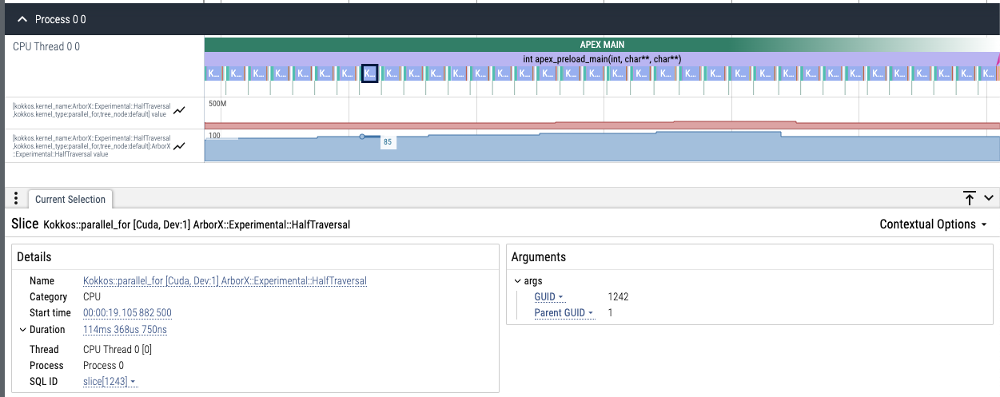 Process 0 0
CPU Thread 0 0
APEX MAIN
int apex_preload_main(int, char**, char**)
K... K... K... K... K... K... K... K... K... K... K... K... K... K... K... K... K... K... K... K... K... K... K... K... K... K... K... K... K... K... K... K... K... K... K... K...
[kokkos.kernel_name:ArborX::Experimental::HalfTraversal
,kokkos.kernel_type:parallel_for,tree_node:default] value
500M
[kokkos.kernel_name:ArborX::Experimental::HalfTraversal
,kokkos.kernel_type:parallel_for,tree_node:default]:ArborX
::Experimental::HalfTraversal value
100
85
Current Selection
Slice Kokkos::parallel_for [Cuda, Dev:1] ArborX::Experimental::HalfTraversal
Contextual Options
Details
Name Kokkos::parallel_for [Cuda, Dev:1] ArborX::Experimental::HalfTraversal
Category CPU
Start time 00:00:19.105 882 500
Duration 114ms 368us 750ns
Thread CPU Thread 0 [0]
Process Process 0
SQL ID slice[1243]
Arguments
args
GUID 1242
Parent GUID 1